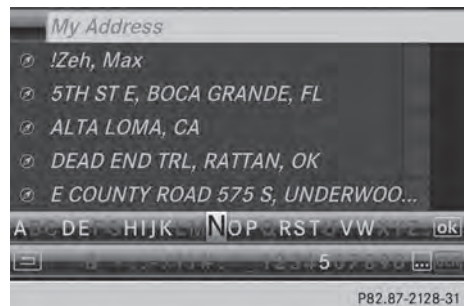 My Address
!Zeh, Max
5TH ST E, BOCA GRANDE, FL
ALTA LOMA, CA
DEAD END TRL, RATTAN, OK
E COUNTY ROAD 575 S, UNDERWOO...
A DE HIJK N OP RST VW ok
5 ...
P82.87-2128-31